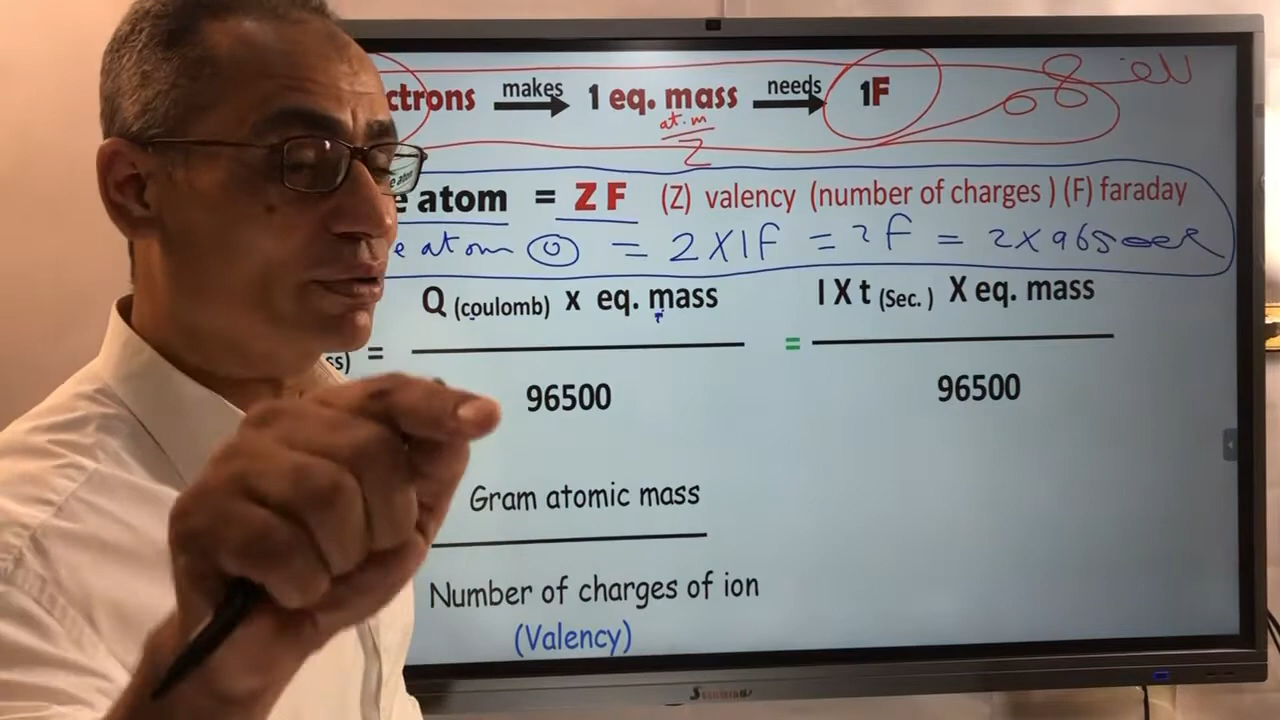 ctrons makes 1 eq. mass needs 1F
at.m
Z
e atom = Z F (Z) valency (number of charges ) (F) faraday
e atom = 2 X 1F = 2F = 2 X 96500
Q (coulomb) x eq. mass I X t (Sec. ) X eq. mass
ss) = =
96500 96500
Gram atomic mass
Number of charges of ion
(Valency)